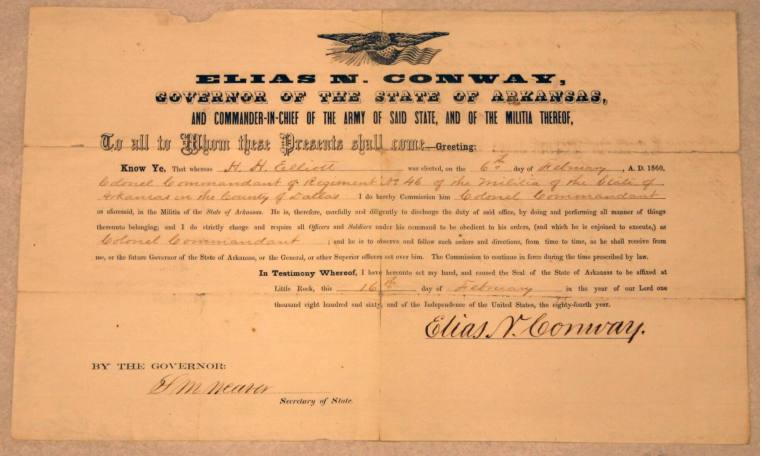 ELIAS N. CONWAY,
GOVERNOR OF THE STATE OF ARKANSAS,
AND COMMANDER-IN-CHIEF OF THE ARMY OF SAID STATE, AND OF THE MILITIA THEREOF,
To all to Whom these Presents shall come—Greeting:
Know Ye, That whereas H. H. Elliott was elected, on the 6th day of February, A. D. 1860,
Colonel Commandant of Regiment No 46 of the Militia of the State of
Arkansas in the County of Dallas I do hereby Commission him Colonel Commandant
as aforesaid, in the Militia of the State of Arkansas. He is, therefore, carefully and diligently to discharge the duty of said office, by doing and performing all manner of things
thereunto belonging; and I do strictly charge and require all Officers and Soldiers under his command to be obedient to his orders, (and which he is enjoined to execute,) as
Colonel Commandant ; and he is to observe and follow such orders and directions, from time to time, as he shall receive from
me, or the future Governor of the State of Arkansas, or the General, or other Superior officers set over him. The Commission to continue in force during the time prescribed by law.
In Testimony Whereof, I have hereunto set my hand, and caused the Seal of the State of Arkansas to be affixed at
Little Rock, this 16th day of February in the year of our Lord one
thousand eight hundred and sixty, and of the Independence of the United States, the eighty-fourth year.
Elias N. Conway.
BY THE GOVERNOR:
S M Weaver
Secretary of State.